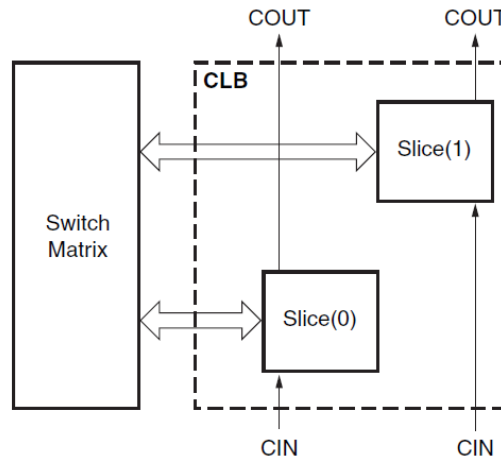 COUT COUT
CLB
Slice(1)
Switch
Matrix
Slice(0)
CIN CIN